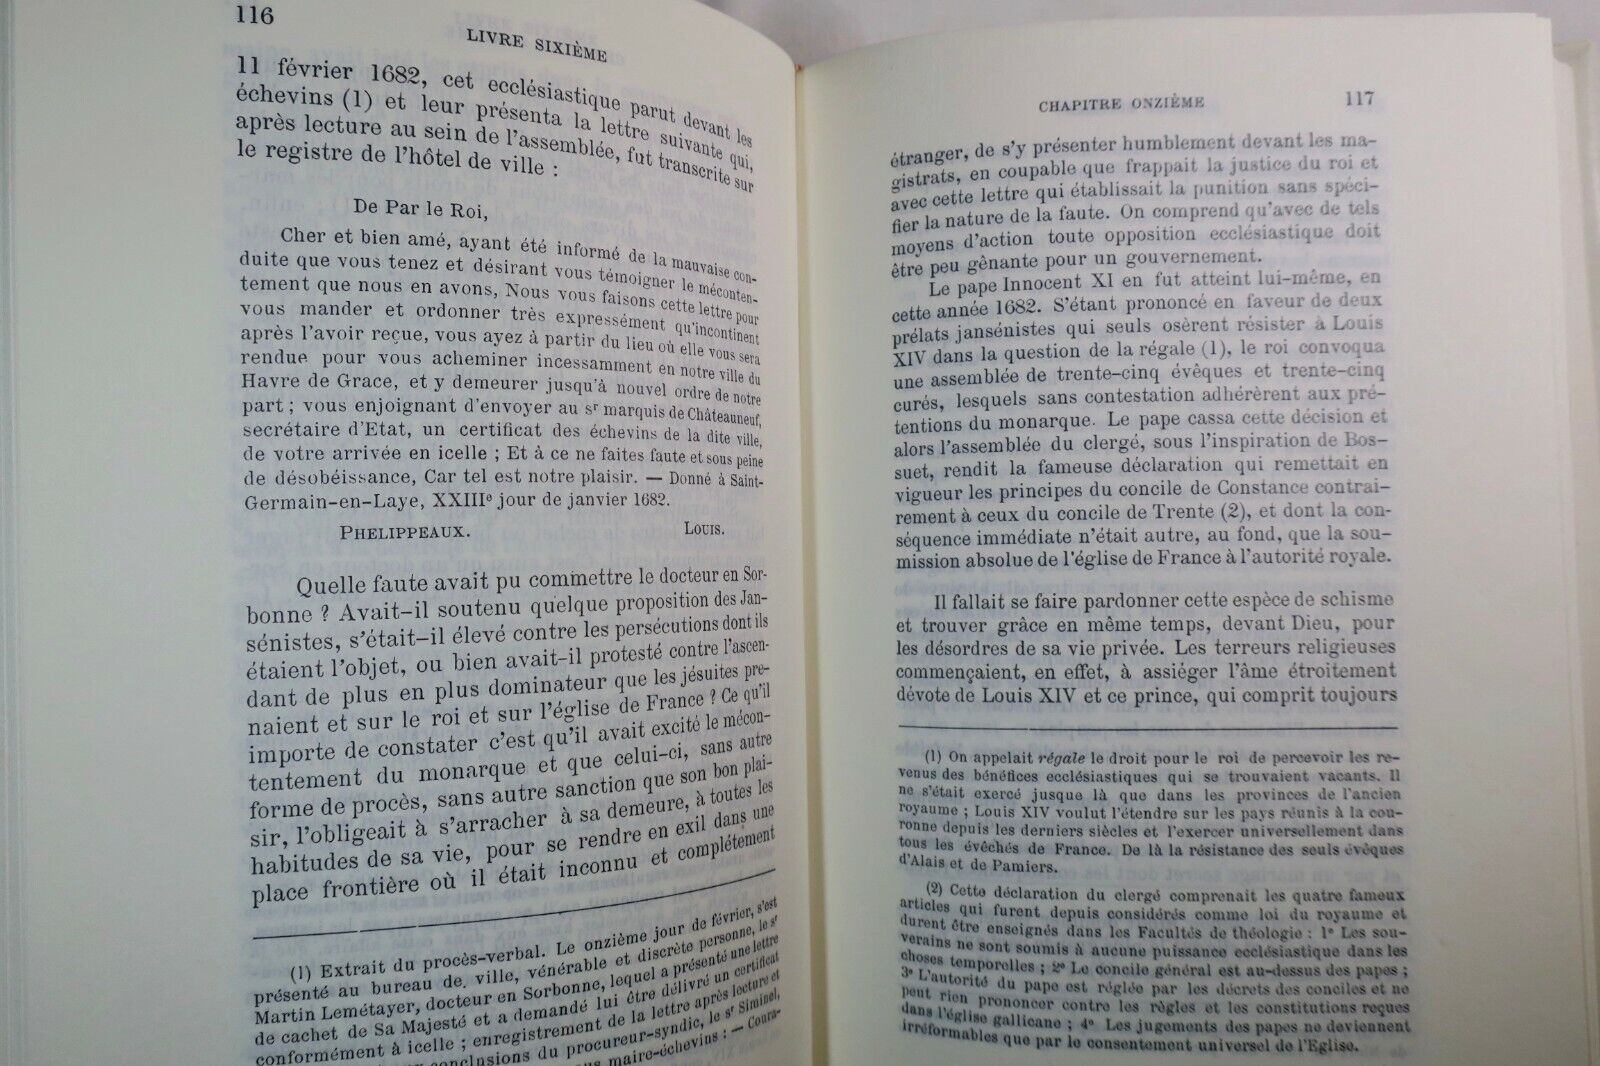 116
LIVRE SIXIÈME
11 février 1682, cet ecclésiastique parut devant les
échevins (1) et leur présenta la lettre suivante qui,
après lecture au sein de l'assemblée, fut transcrite sur
le registre de l'hôtel de ville :
De Par le Roi,
Cher et bien amé, ayant été informé de la mauvaise con-
duite que vous tenez et désirant vous témoigner le méconten-
tement que nous en avons, Nous vous faisons cette lettre pour
vous mander et ordonner très expressément qu'incontinent
après l'avoir reçue, vous ayez à partir du lieu où elle vous sera
rendue pour vous acheminer incessamment en notre ville du
Havre de Grace, et y demeurer jusqu'à nouvel ordre de notre
part ; vous enjoignant d'envoyer au sr marquis de Châteauneuf,
secrétaire d'Etat, un certificat des échevins de la dite ville,
de votre arrivée en icelle ; Et à ce ne faites faute et sous peine
de désobéissance, Car tel est notre plaisir. — Donné à Saint-
Germain-en-Laye, XXIIIe jour de janvier 1682.
PHELIPPEAUX. LOUIS.
Quelle faute avait pu commettre le docteur en Sor-
bonne ? Avait-il soutenu quelque proposition des Jan-
sénistes, s'était-il élevé contre les persécutions dont ils
étaient l'objet, ou bien avait-il protesté contre l'ascen-
dant de plus en plus dominateur que les jésuites pre-
naient et sur le roi et sur l'église de France ? Ce qu'il
importe de constater c'est qu'il avait excité le mécon-
tentement du monarque et que celui-ci, sans autre
forme de procès, sans autre sanction que son bon plai-
sir, l'obligeait à s'arracher à sa demeure, à toutes les
habitudes de sa vie, pour se rendre en exil dans une
place frontière où il était inconnu et complétement
(1) Extrait du procès-verbal. Le onzième jour de février, s'est
présenté au bureau de ville, vénérable et discrète personne, le sr
Martin Lemétayer, docteur en Sorbonne, lequel a présenté une lettre
de cachet de Sa Majesté et a demandé lui être délivré un certificat
conformément à icelle ; enregistrement de la lettre après lecture et
conclusions du procureur-syndic, le sr Siminel,
maire-échevins : — Coura-
CHAPITRE ONZIÈME
117
étranger, de s'y présenter humblement devant les ma-
gistrats, en coupable que frappait la justice du roi et
avec cette lettre qui établissait la punition sans spéci-
fier la nature de la faute. On comprend qu'avec de tels
moyens d'action toute opposition ecclésiastique doit
être peu gênante pour un gouvernement.
Le pape Innocent XI en fut atteint lui-même, en
cette année 1682. S'étant prononcé en faveur de deux
prélats jansénistes qui seuls osèrent résister à Louis
XIV dans la question de la régale (1), le roi convoqua
une assemblée de trente-cinq évêques et trente-cinq
curés, lesquels sans contestation adhérèrent aux pré-
tentions du monarque. Le pape cassa cette décision et
alors l'assemblée du clergé, sous l'inspiration de Bos-
suet, rendit la fameuse déclaration qui remettait en
vigueur les principes du concile de Constance contrai-
rement à ceux du concile de Trente (2), et dont la con-
séquence immédiate n'était autre, au fond, que la sou-
mission absolue de l'église de France à l'autorité royale.
Il fallait se faire pardonner cette espèce de schisme
et trouver grâce en même temps, devant Dieu, pour
les désordres de sa vie privée. Les terreurs religieuses
commençaient, en effet, à assiéger l'âme étroitement
dévote de Louis XIV et ce prince, qui comprit toujours
(1) On appelait régale le droit pour le roi de percevoir les re-
venus des bénéfices ecclésiastiques qui se trouvaient vacants. Il
ne s'était exercé jusque là que dans les provinces de l'ancien
royaume ; Louis XIV voulut l'étendre sur les pays réunis à la cou-
ronne depuis les derniers siècles et l'exercer universellement dans
tous les évêchés de France. De là la résistance des seuls évêques
d'Alais et de Pamiers.
(2) Cette déclaration du clergé comprenait les quatre fameux
articles qui furent depuis considérés comme loi du royaume et
durent être enseignés dans les Facultés de théologie : 1° Les sou-
verains ne sont soumis à aucune puissance ecclésiastique dans les
choses temporelles ; 2° Le concile général est au-dessus des papes ;
3° L'autorité du pape est réglée par les décrets des conciles et ne
peut rien prononcer contre les règles et les constitutions reçues
dans l'église gallicane ; 4° Les jugements des papes ne deviennent
irréformables que par le consentement universel de l'Eglise.